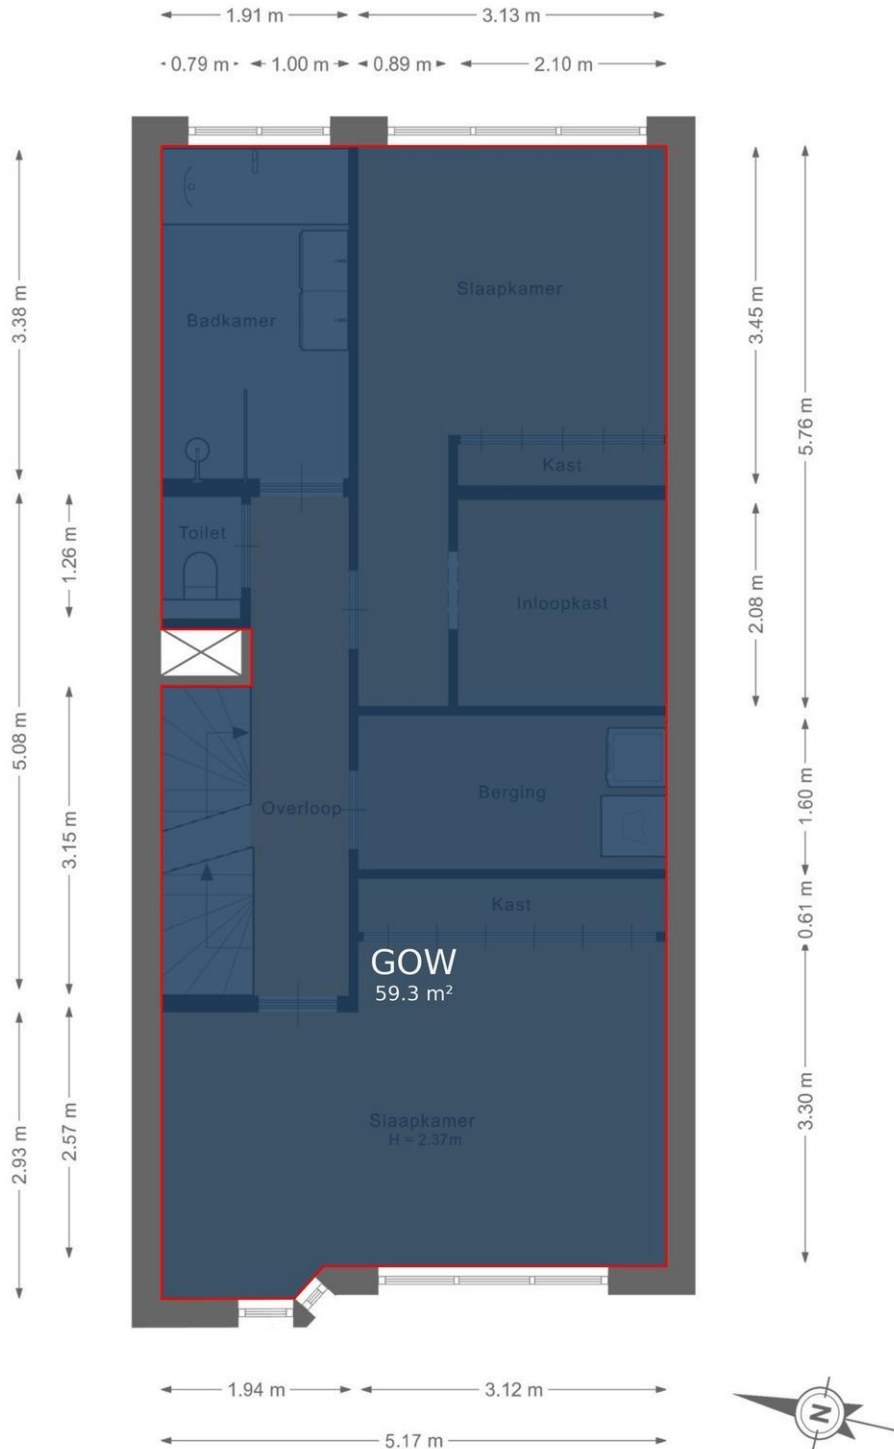 1.91 m
3.13 m
0.79 m
1.00 m
0.89 m
2.10 m
3.38 m
Badkamer
Slaapkamer
3.45 m
5.76 m
Kast
1.26 m
Toilet
Inloopkast
2.08 m
5.08 m
3.15 m
Overloop
Berging
1.60 m
Kast
0.61 m
GOW
59.3 m²
2.93 m
2.57 m
Slaapkamer
H = 2.37m
3.30 m
1.94 m
3.12 m
5.17 m
N